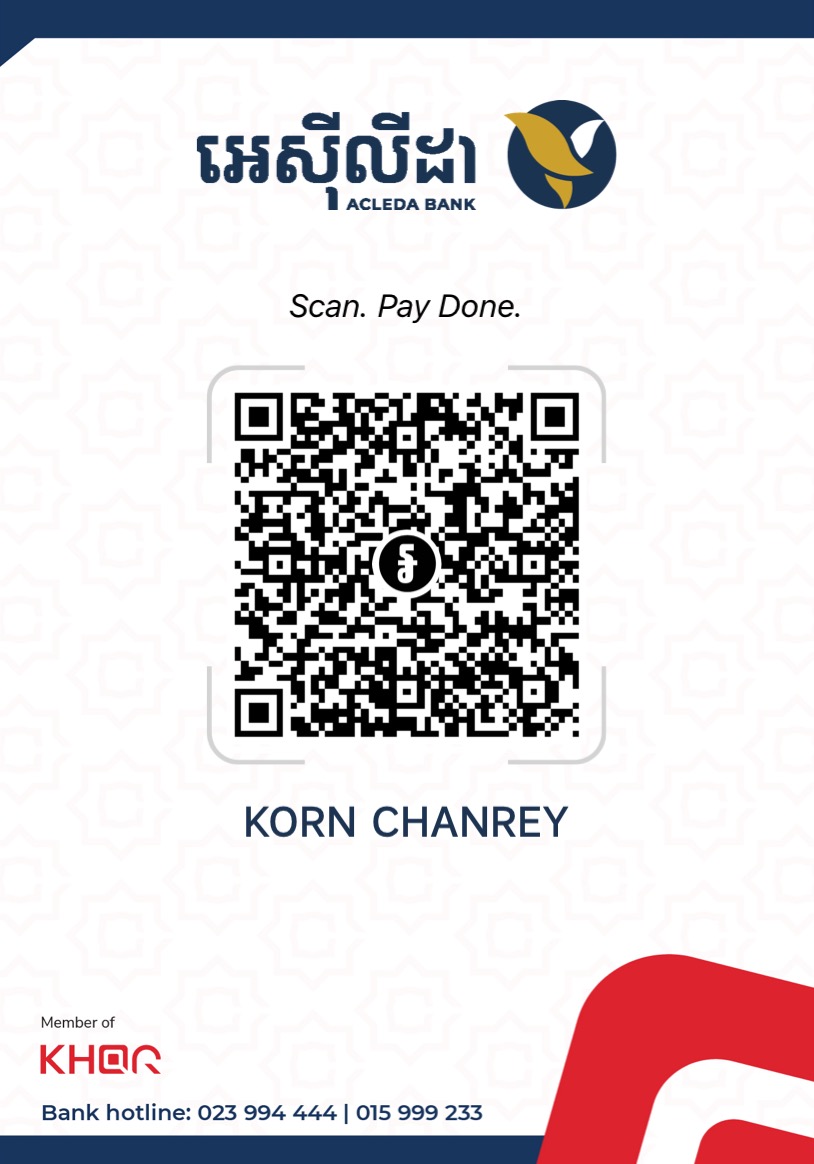 អេស៊ីលីដា
ACLEDA BANK
Scan. Pay Done.
៛
KORN CHANREY
Member of
KHQR
Bank hotline: 023 994 444 | 015 999 233